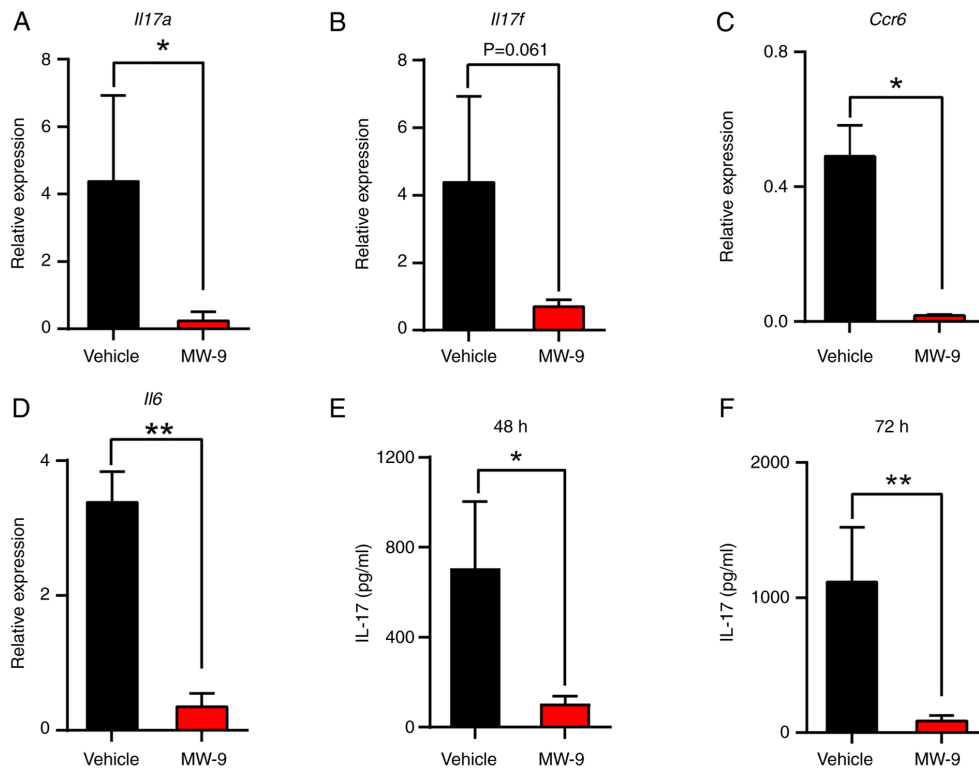 A
Il17a
*
8
6
4
2
0
Relative expression
Vehicle MW-9
B
Il17f
P=0.061
8
6
4
2
0
Relative expression
Vehicle MW-9
C
Ccr6
*
0.8
0.4
0.0
Relative expression
Vehicle MW-9
D
Il6
**
4
2
0
Relative expression
Vehicle MW-9
E
48 h
*
1200
800
400
0
IL-17 (pg/ml)
Vehicle MW-9
F
72 h
**
2000
1000
0
IL-17 (pg/ml)
Vehicle MW-9